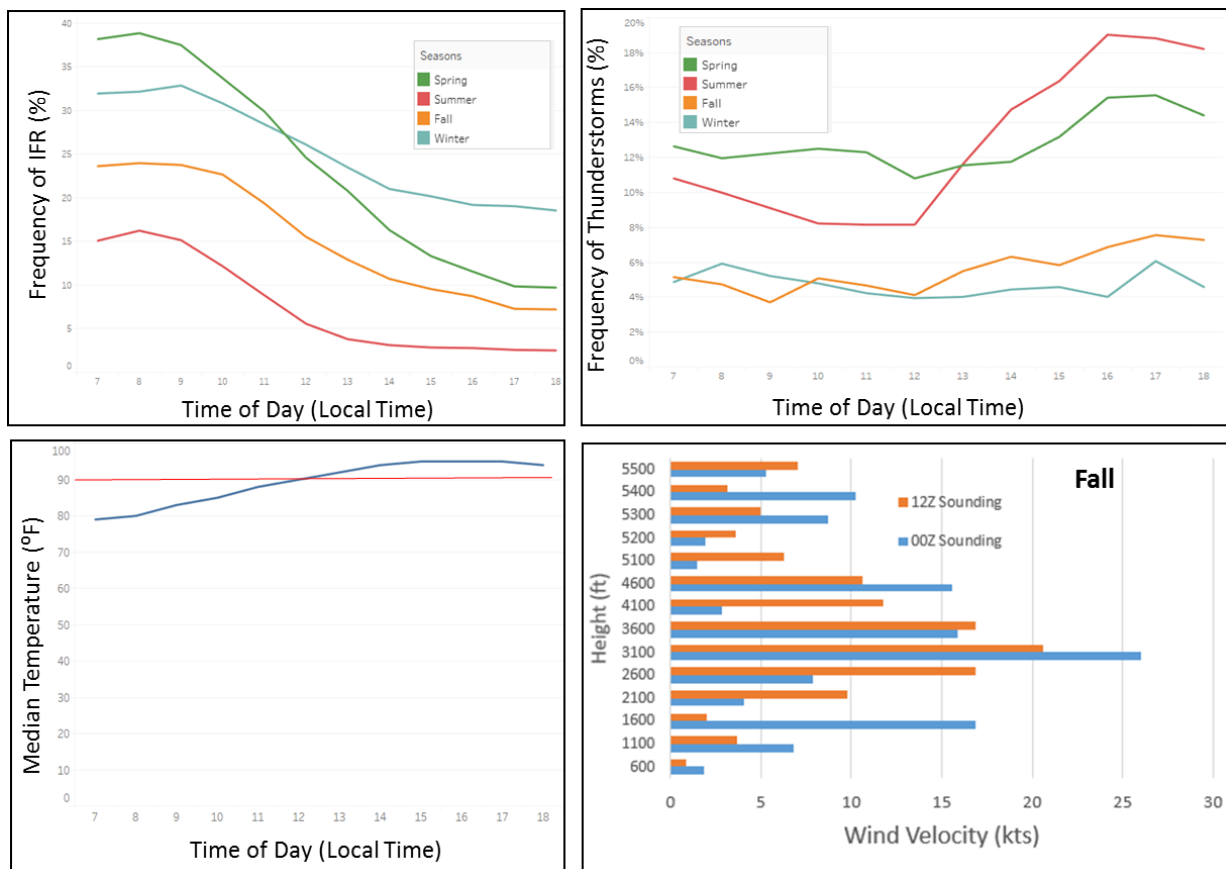 Frequency of IFR (%)
40
35
30
25
20
15
10
5
0
Seasons
Spring
Summer
Fall
Winter
7 8 9 10 11 12 13 14 15 16 17 18
Time of Day (Local Time)
Frequency of Thunderstorms (%)
20%
18%
16%
14%
12%
10%
8%
6%
4%
2%
0%
Seasons
Spring
Summer
Fall
Winter
7 8 9 10 11 12 13 14 15 16 17 18
Time of Day (Local Time)
Median Temperature (ºF)
100
90
80
70
60
50
40
30
20
10
0
7 8 9 10 11 12 13 14 15 16 17 18
Time of Day (Local Time)
Fall
12Z Sounding
00Z Sounding
Height (ft)
5500
5400
5300
5200
5100
4600
4100
3600
3100
2600
2100
1600
1100
600
0 5 10 15 20 25 30
Wind Velocity (kts)